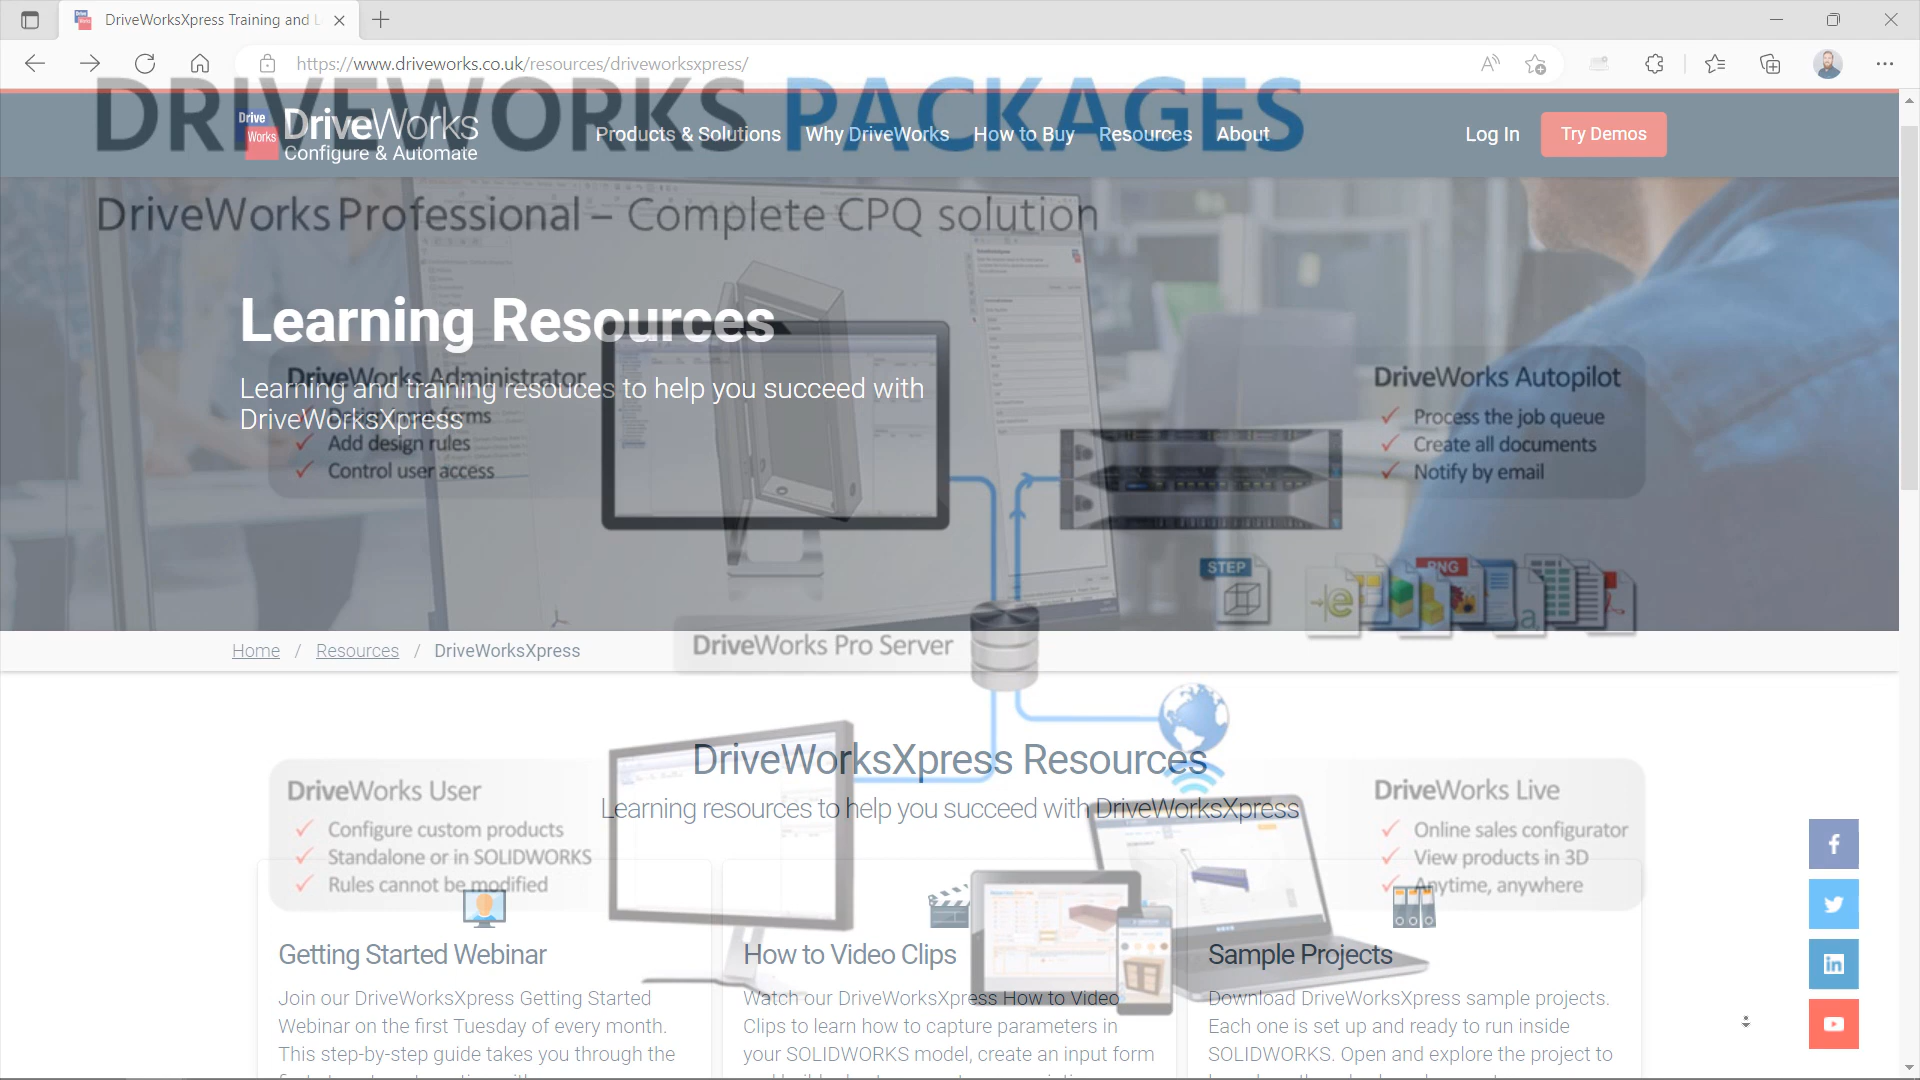 DriveWorksXpress Training and L
https://www.driveworks.co.uk/resources/driveworksxpress/
DRIVEWORKS PACKAGES
Drive
Works
DriveWorks
Configure & Automate
Products & Solutions
Why DriveWorks
How to Buy
Resources
About
Log In
Try Demos
DriveWorks Professional – Complete CPQ solution
Learning Resources
Learning and training resouces to help you succeed with
DriveWorksXpress
DriveWorks Administrator
Design input forms
Add design rules
Control user access
DriveWorks Autopilot
Process the job queue
Create all documents
Notify by email
STEP
PNG
Home / Resources / DriveWorksXpress
DriveWorks Pro Server
DriveWorksXpress Resources
Learning resources to help you succeed with DriveWorksXpress
DriveWorks User
Configure custom products
Standalone or in SOLIDWORKS
Rules cannot be modified
DriveWorks Live
Online sales configurator
View products in 3D
Anytime, anywhere
Getting Started Webinar
Join our DriveWorksXpress Getting Started
Webinar on the first Tuesday of every month.
This step-by-step guide takes you through the
How to Video Clips
Watch our DriveWorksXpress How to Video
Clips to learn how to capture parameters in
your SOLIDWORKS model, create an input form
Sample Projects
Download DriveWorksXpress sample projects.
Each one is set up and ready to run inside
SOLIDWORKS. Open and explore the project to